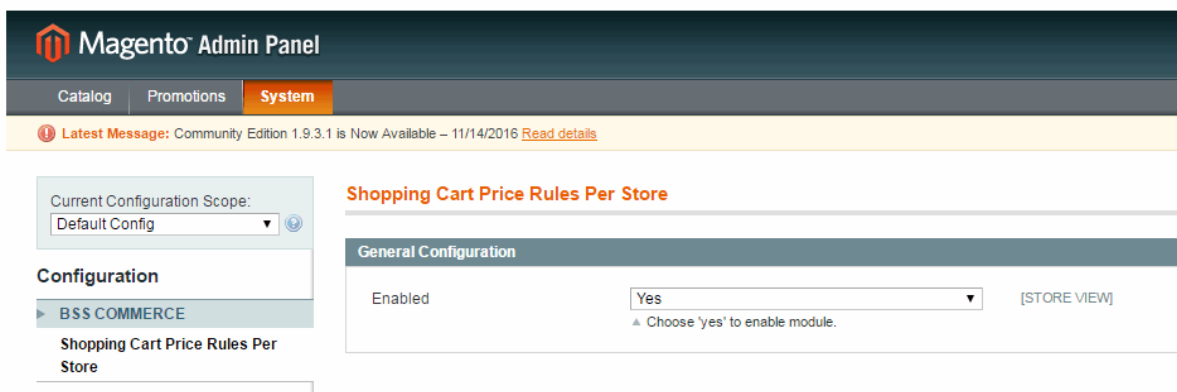 Magento Admin Panel
Catalog Promotions System
Latest Message: Community Edition 1.9.3.1 is Now Available – 11/14/2016 Read details
Current Configuration Scope:
Default Config
Configuration
BSS COMMERCE
Shopping Cart Price Rules Per
Store
Shopping Cart Price Rules Per Store
General Configuration
Enabled Yes [STORE VIEW]
Choose 'yes' to enable module.